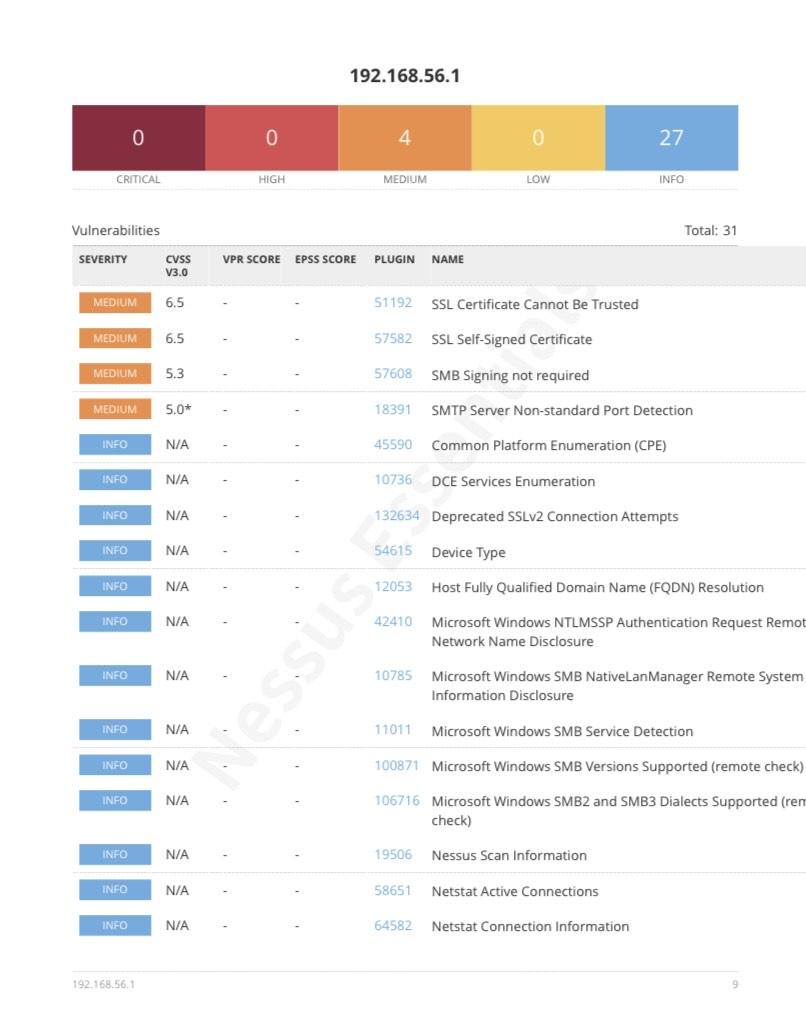 192.168.56.1
0 0 4 0 27
CRITICAL HIGH MEDIUM LOW INFO
Vulnerabilities Total: 31
SEVERITY CVSS V3.0 VPR SCORE EPSS SCORE PLUGIN NAME
MEDIUM 6.5 - - 51192 SSL Certificate Cannot Be Trusted
MEDIUM 6.5 - - 57582 SSL Self-Signed Certificate
MEDIUM 5.3 - - 57608 SMB Signing not required
MEDIUM 5.0* - - 18391 SMTP Server Non-standard Port Detection
INFO N/A - - 45590 Common Platform Enumeration (CPE)
INFO N/A - - 10736 DCE Services Enumeration
INFO N/A - - 132634 Deprecated SSLv2 Connection Attempts
INFO N/A - - 54615 Device Type
INFO N/A - - 12053 Host Fully Qualified Domain Name (FQDN) Resolution
INFO N/A - - 42410 Microsoft Windows NTLMSSP Authentication Request Remot
Network Name Disclosure
INFO N/A - - 10785 Microsoft Windows SMB NativeLanManager Remote System
Information Disclosure
INFO N/A - - 11011 Microsoft Windows SMB Service Detection
INFO N/A - - 100871 Microsoft Windows SMB Versions Supported (remote check)
INFO N/A - - 106716 Microsoft Windows SMB2 and SMB3 Dialects Supported (rem
check)
INFO N/A - - 19506 Nessus Scan Information
INFO N/A - - 58651 Netstat Active Connections
INFO N/A - - 64582 Netstat Connection Information
Nessus Essentials
192.168.56.1 9